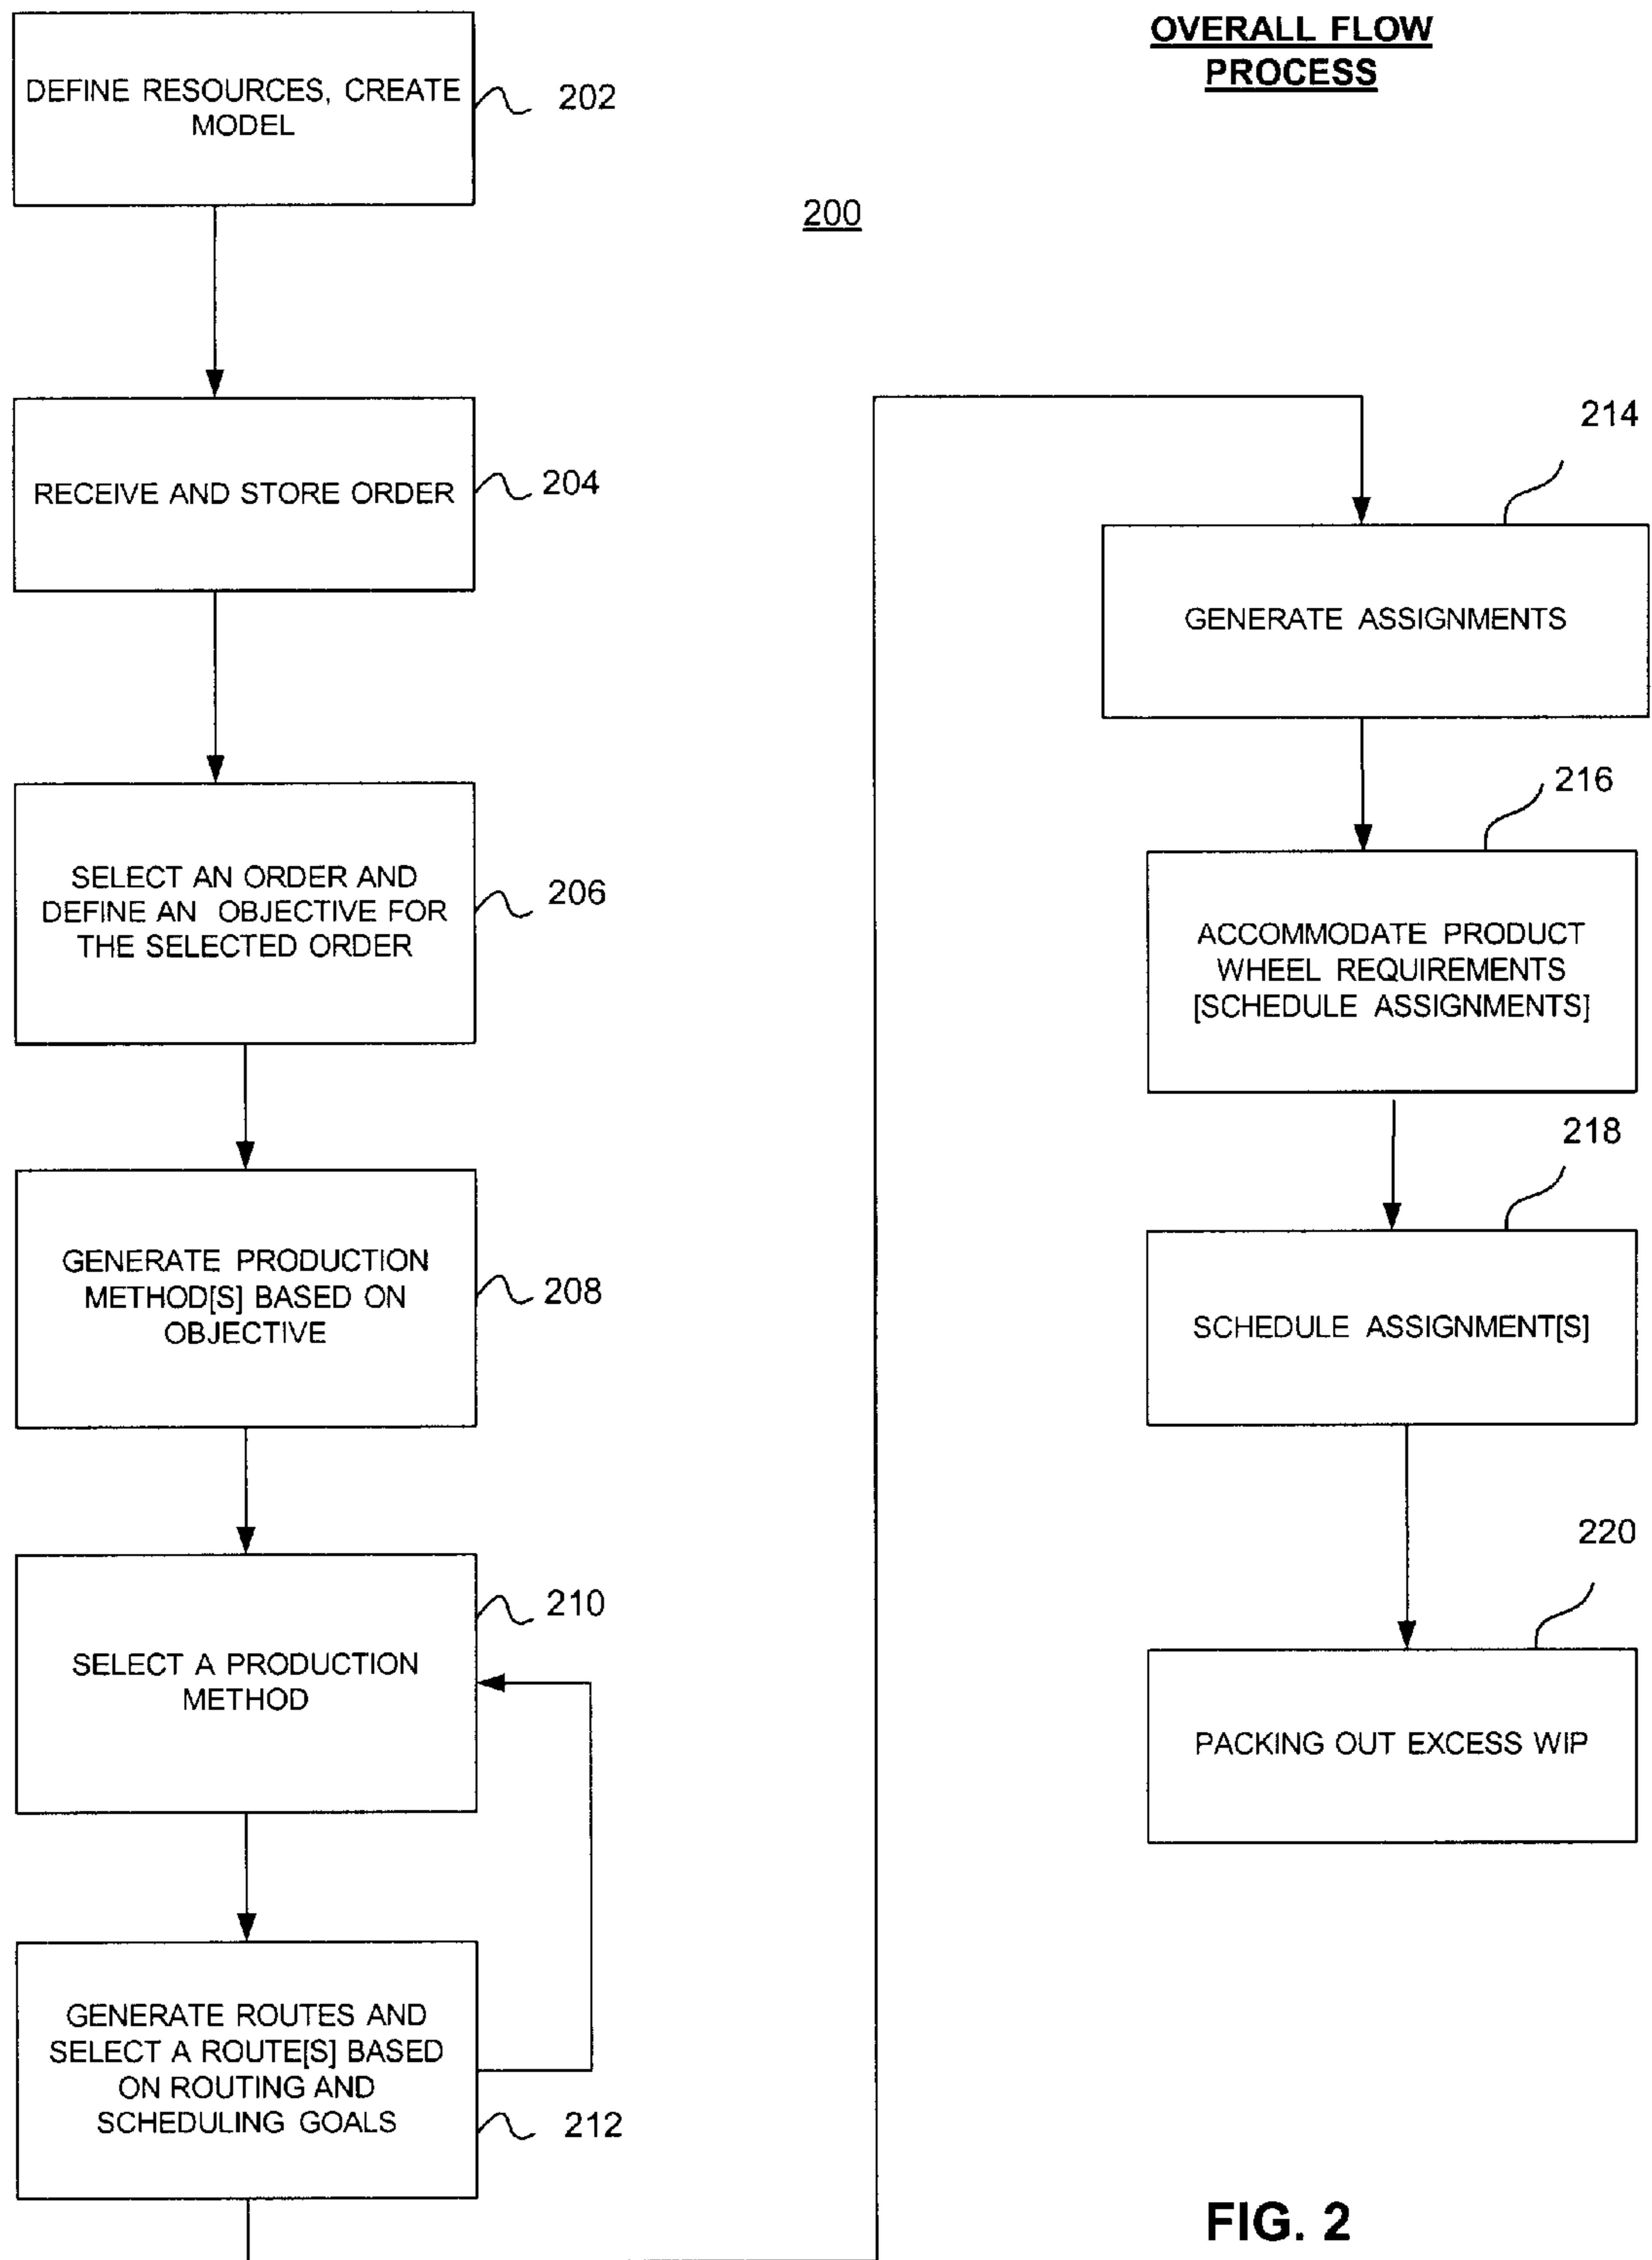 OVERALL FLOW
PROCESS
200
DEFINE RESOURCES, CREATE
MODEL
202
RECEIVE AND STORE ORDER
204
SELECT AN ORDER AND
DEFINE AN OBJECTIVE FOR
THE SELECTED ORDER
206
GENERATE PRODUCTION
METHOD[S] BASED ON
OBJECTIVE
208
SELECT A PRODUCTION
METHOD
210
GENERATE ROUTES AND
SELECT A ROUTE[S] BASED
ON ROUTING AND
SCHEDULING GOALS
212
214
GENERATE ASSIGNMENTS
216
ACCOMMODATE PRODUCT
WHEEL REQUIREMENTS
[SCHEDULE ASSIGNMENTS]
218
SCHEDULE ASSIGNMENT[S]
220
PACKING OUT EXCESS WIP
FIG. 2